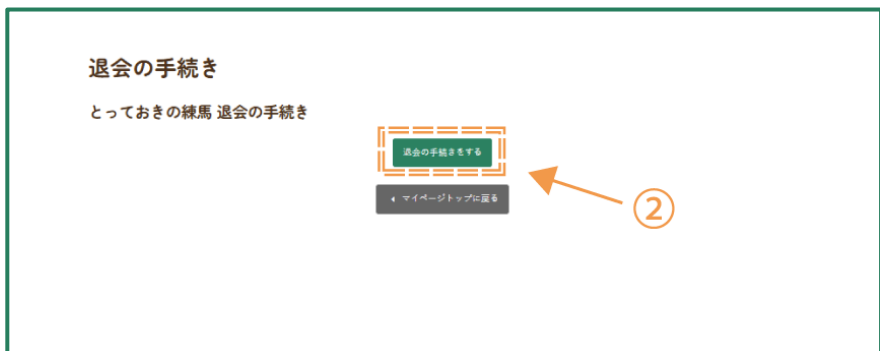 退会の手続き
とっておきの練馬 退会の手続き
退会の手続きをする
マイページトップに戻る
②